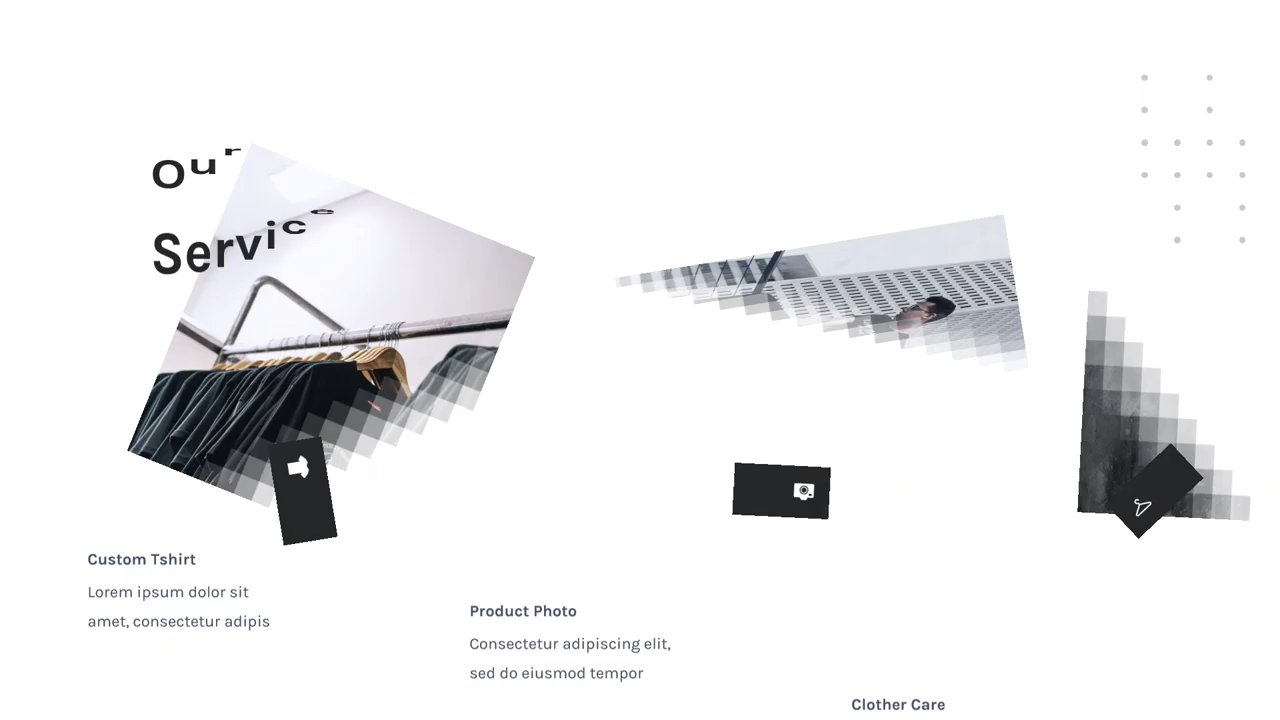 Our
Service
Custom Tshirt
Lorem ipsum dolor sit
amet, consectetur adipis
Product Photo
Consectetur adipiscing elit,
sed do eiusmod tempor
Clother Care